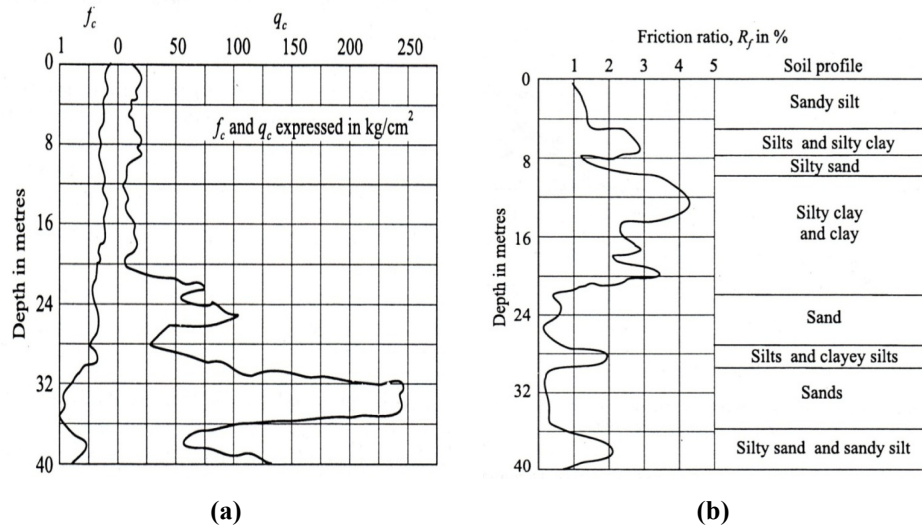 f_c q_c
1 0 50 100 150 200 250
f_c and q_c expressed in kg/cm²
0
8
16
24
32
40
Depth in metres
(a)
Friction ratio, R_f in %
1 2 3 4 5 Soil profile
0
8
16
24
32
40
Depth in metres
Sandy silt
Silts and silty clay
Silty sand
Silty clay
and clay
Sand
Silts and clayey silts
Sands
Silty sand and sandy silt
(b)